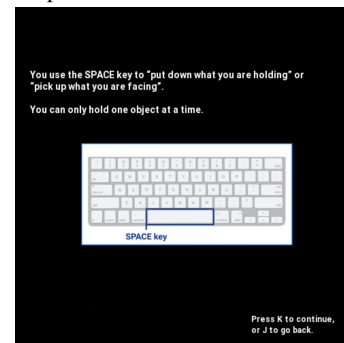 You use the SPACE key to “put down what you are holding” or
“pick up what you are facing”.
You can only hold one object at a time.
SPACE key
Press K to continue,
or J to go back.